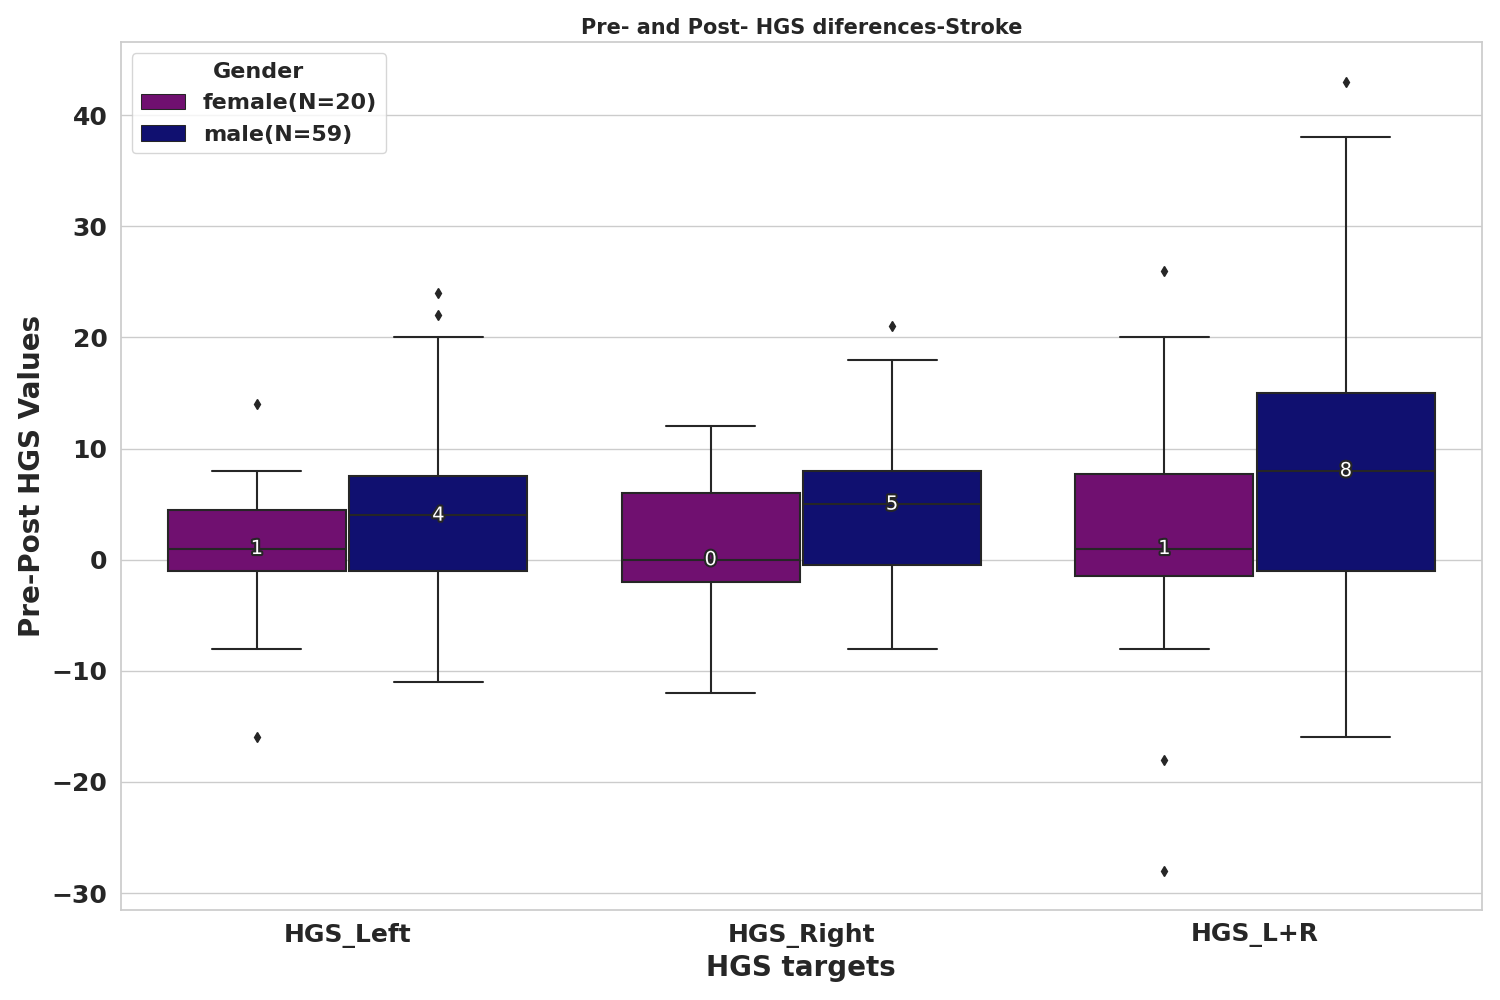 Pre- and Post- HGS diferences-Stroke
Gender
female(N=20)
male(N=59)
Pre-Post HGS Values
40
30
20
10
0
−10
−20
−30
1
4
0
5
1
8
HGS_Left
HGS_Right
HGS_L+R
HGS targets